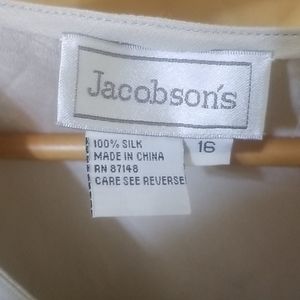 Jacobson's
16
100% SILK
MADE IN CHINA
RN 87148
CARE SEE REVERSE